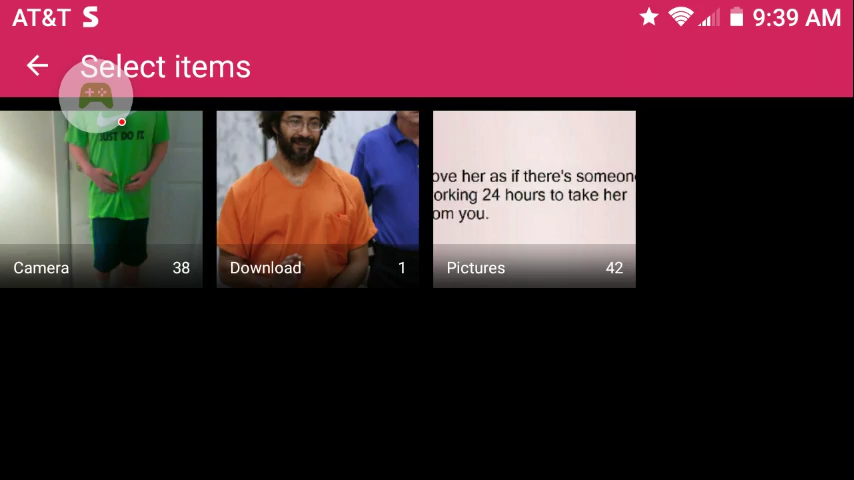 AT&T S 9:39 AM
Select items
JUST DO IT
ove her as if there's someon
orking 24 hours to take her
om you.
Camera 38
Download 1
Pictures 42